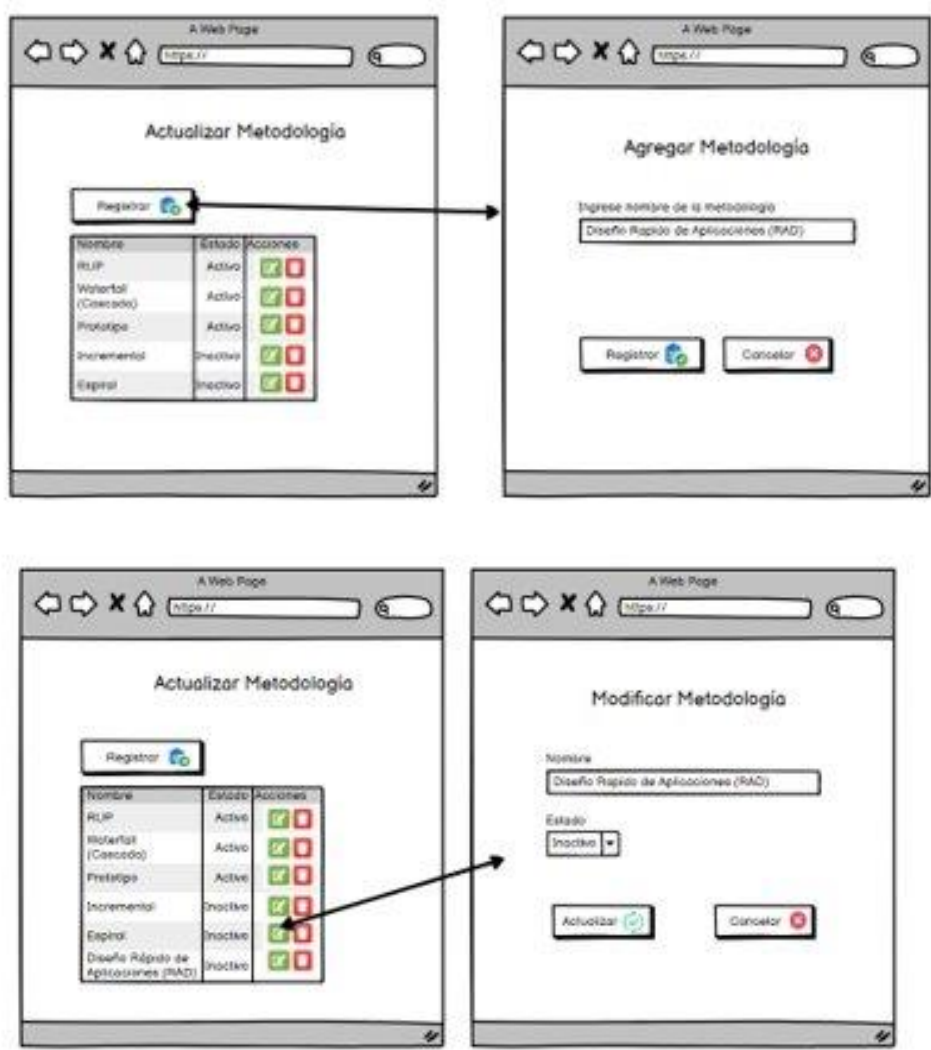 A Web Page
https://
Actualizar Metodología
Registrar
Nombre Estado Acciones
RUP Activo
Waterfall Activo
(Cascada)
Prototipo Activo
Incremental Inactivo
Espiral Inactivo
A Web Page
https://
Agregar Metodología
Ingrese nombre de la metodología
Diseño Rapido de Aplicaciones (RAD)
Registrar Cancelar
A Web Page
https://
Actualizar Metodología
Registrar
Nombre Estado Acciones
RUP Activo
Waterfall Activo
(Cascada)
Prototipo Activo
Incremental Inactivo
Espiral Inactivo
Diseño Rápido de Inactivo
Aplicaciones (RAD)
A Web Page
https://
Modificar Metodología
Nombre
Diseño Rapido de Aplicaciones (RAD)
Estado
Inactivo
Actualizar Cancelar